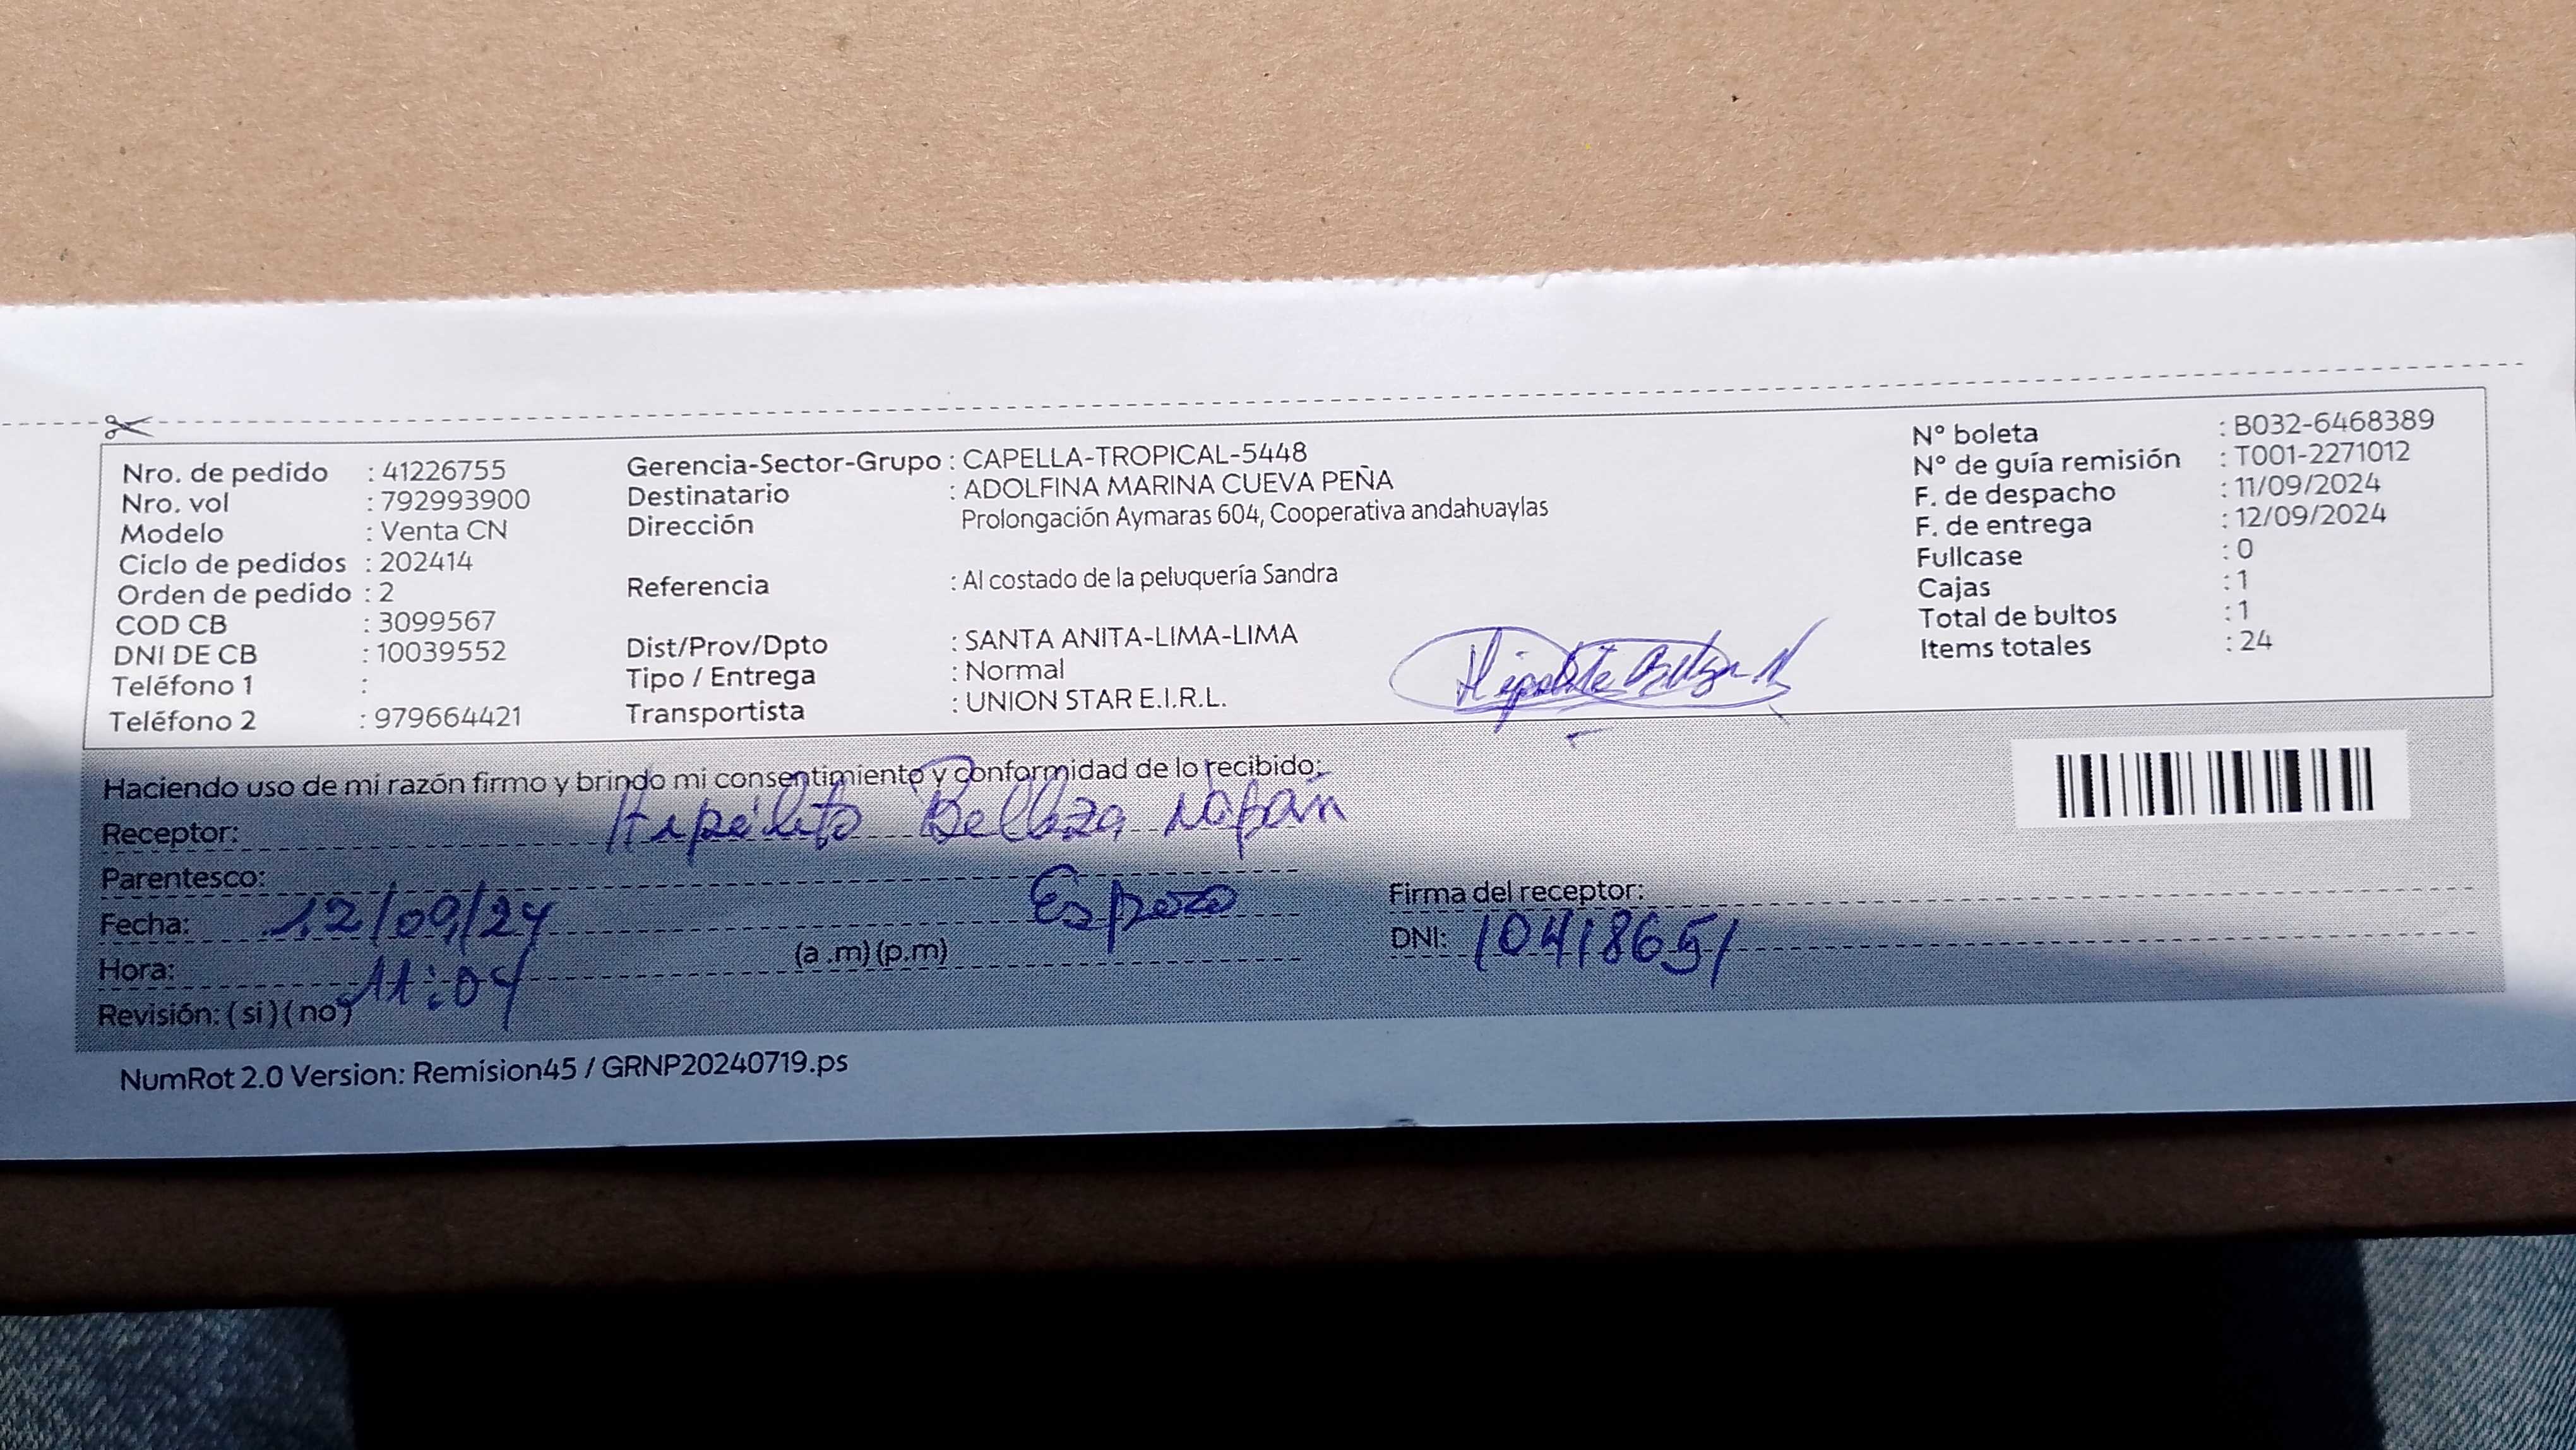 Nro. de pedido : 41226755
Nro. vol : 792993900
Modelo : Venta CN
Ciclo de pedidos : 202414
Orden de pedido : 2
COD CB : 3099567
DNI DE CB : 10039552
Teléfono 1 :
Teléfono 2 : 979664421
Gerencia-Sector-Grupo : CAPELLA-TROPICAL-5448
Destinatario : ADOLFINA MARINA CUEVA PEÑA
Dirección Prolongación Aymaras 604, Cooperativa andahuaylas
Referencia : Al costado de la peluquería Sandra
Dist/Prov/Dpto : SANTA ANITA-LIMA-LIMA
Tipo / Entrega : Normal
Transportista : UNION STAR E.I.R.L.
N° boleta : B032-6468389
N° de guía remisión : T001-2271012
F. de despacho : 11/09/2024
F. de entrega : 12/09/2024
Fullcase : 0
Cajas : 1
Total de bultos : 1
Items totales : 24
Haciendo uso de mi razón firmo y brindo mi consentimiento y conformidad de lo recibido:
Receptor: Hipólito Belleza Napán
Parentesco: Espozo
Fecha: 12/09/24
Hora: 11:04 (a .m) (p.m)
Revisión: ( si ) ( no )
Firma del receptor:
DNI: 10418651
NumRot 2.0 Version: Remision45 / GRNP20240719.ps